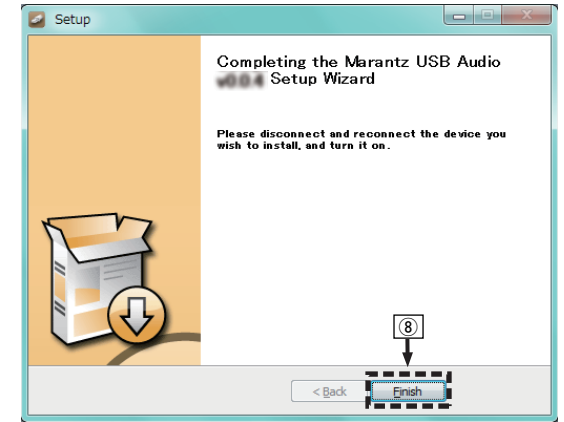 Setup
Completing the Marantz USB Audio
Setup Wizard
Please disconnect and reconnect the device you
wish to install, and turn it on.
⑧
< Back Finish